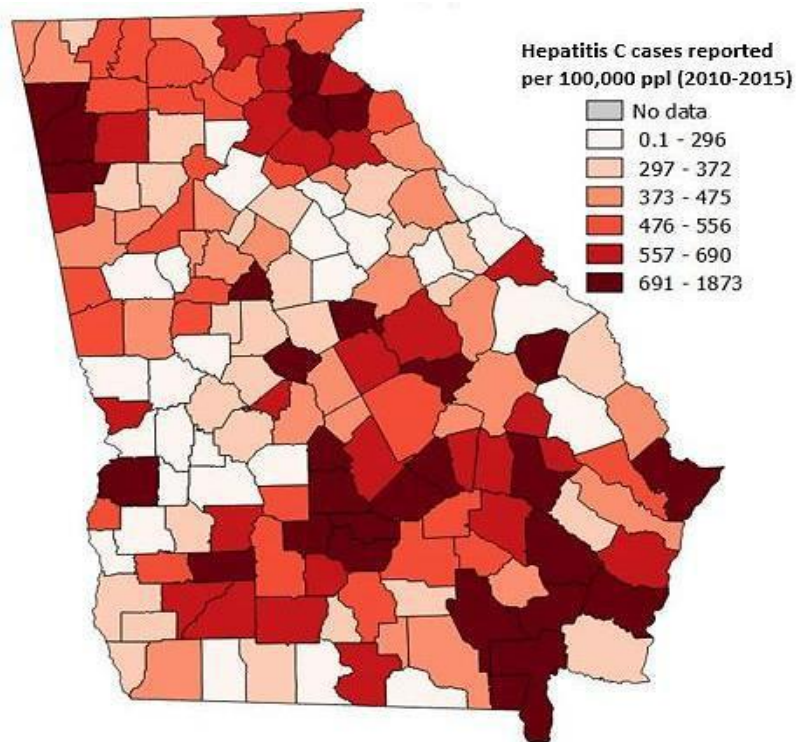 Hepatitis C cases reported
per 100,000 ppl (2010-2015)
No data
0.1 - 296
297 - 372
373 - 475
476 - 556
557 - 690
691 - 1873